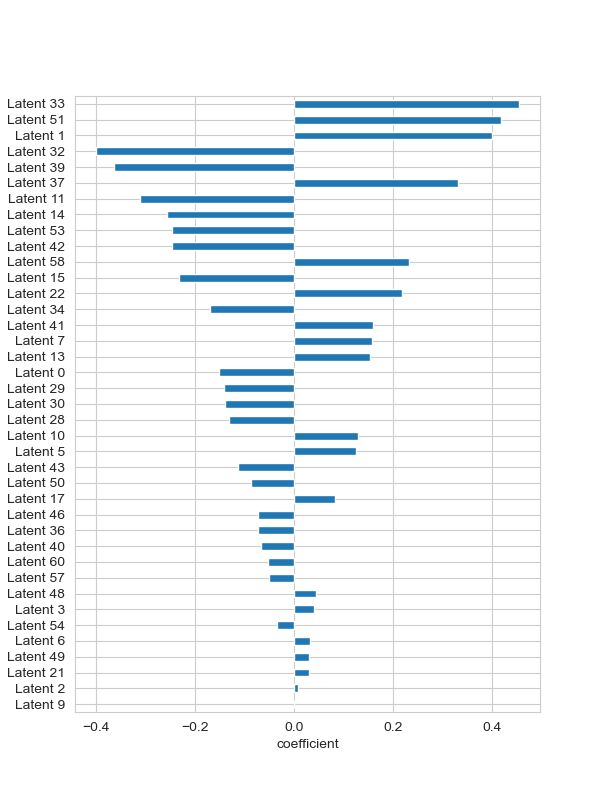 Latent 33
Latent 51
Latent 1
Latent 32
Latent 39
Latent 37
Latent 11
Latent 14
Latent 53
Latent 42
Latent 58
Latent 15
Latent 22
Latent 34
Latent 41
Latent 7
Latent 13
Latent 0
Latent 29
Latent 30
Latent 28
Latent 10
Latent 5
Latent 43
Latent 50
Latent 17
Latent 46
Latent 36
Latent 40
Latent 60
Latent 57
Latent 48
Latent 3
Latent 54
Latent 6
Latent 49
Latent 21
Latent 2
Latent 9
−0.4 −0.2 0.0 0.2 0.4
coefficient